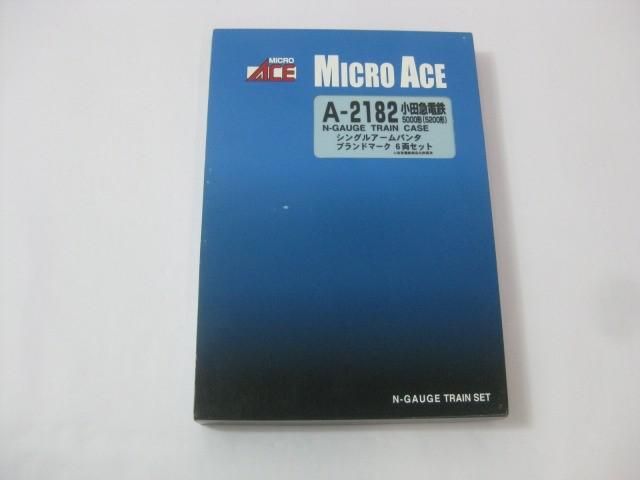 MICRO
ACE
MICRO ACE
A-2182 小田急電鉄
5000形(5200形)
N-GAUGE TRAIN CASE
シングルアームパンタ
ブランドマーク 6両セット
N-GAUGE TRAIN SET